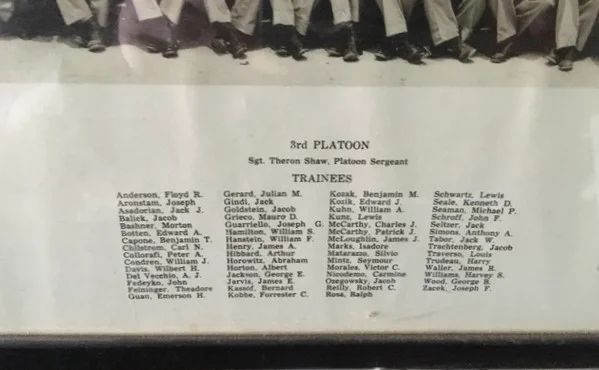 3rd PLATOON
Sgt. Theron Shaw, Platoon Sergeant
TRAINEES
Anderson, Floyd R.
Aronstam, Joseph
Asadorian, Jack J.
Balick, Jacob
Bashner, Morton
Botten, Edward A.
Capone, Benjamin T.
Chilstrom, Carl N.
Collorafi, Peter A.
Condren, William J.
Davis, Wilbert H.
Del Vecchio, A. J.
Fedeyko, John
Feininger, Theodore
Guan, Emerson H.
Gerard, Julian M.
Gindi, Jack
Goldstein, Jacob
Grieco, Mauro D.
Guarriello, Joseph G.
Hamilton, William S.
Hanstein, William F.
Henry, James A.
Hibbard, Arthur
Horowitz, Abraham
Horton, Albert
Jackson, George E.
Jarvis, James E.
Kassof, Bernard
Kobbe, Forrester C.
Kozak, Benjamin M.
Kozik, Edward J.
Kuhn, William A.
Kunz, Lewis
McCarthy, Charles J.
McCarthy, Patrick J.
McLoughlin, James J.
Marks, Isadore
Matarazzo, Silvio
Mintz, Seymour
Morales, Victor C.
Nicodemo, Carmine
Ozegowsky, Jacob
Reilly, Robert C.
Rosa, Ralph
Schwartz, Lewis
Seale, Kenneth D.
Seaman, Michael P.
Schroff, John F.
Seltzer, Jack
Simons, Anthony A.
Tabor, Jack W.
Trachtenberg, Jacob
Traverso, Louis
Trudeau, Harry
Waller, James R.
Williams, Harvey S.
Wood, George B.
Zacek, Joseph F.